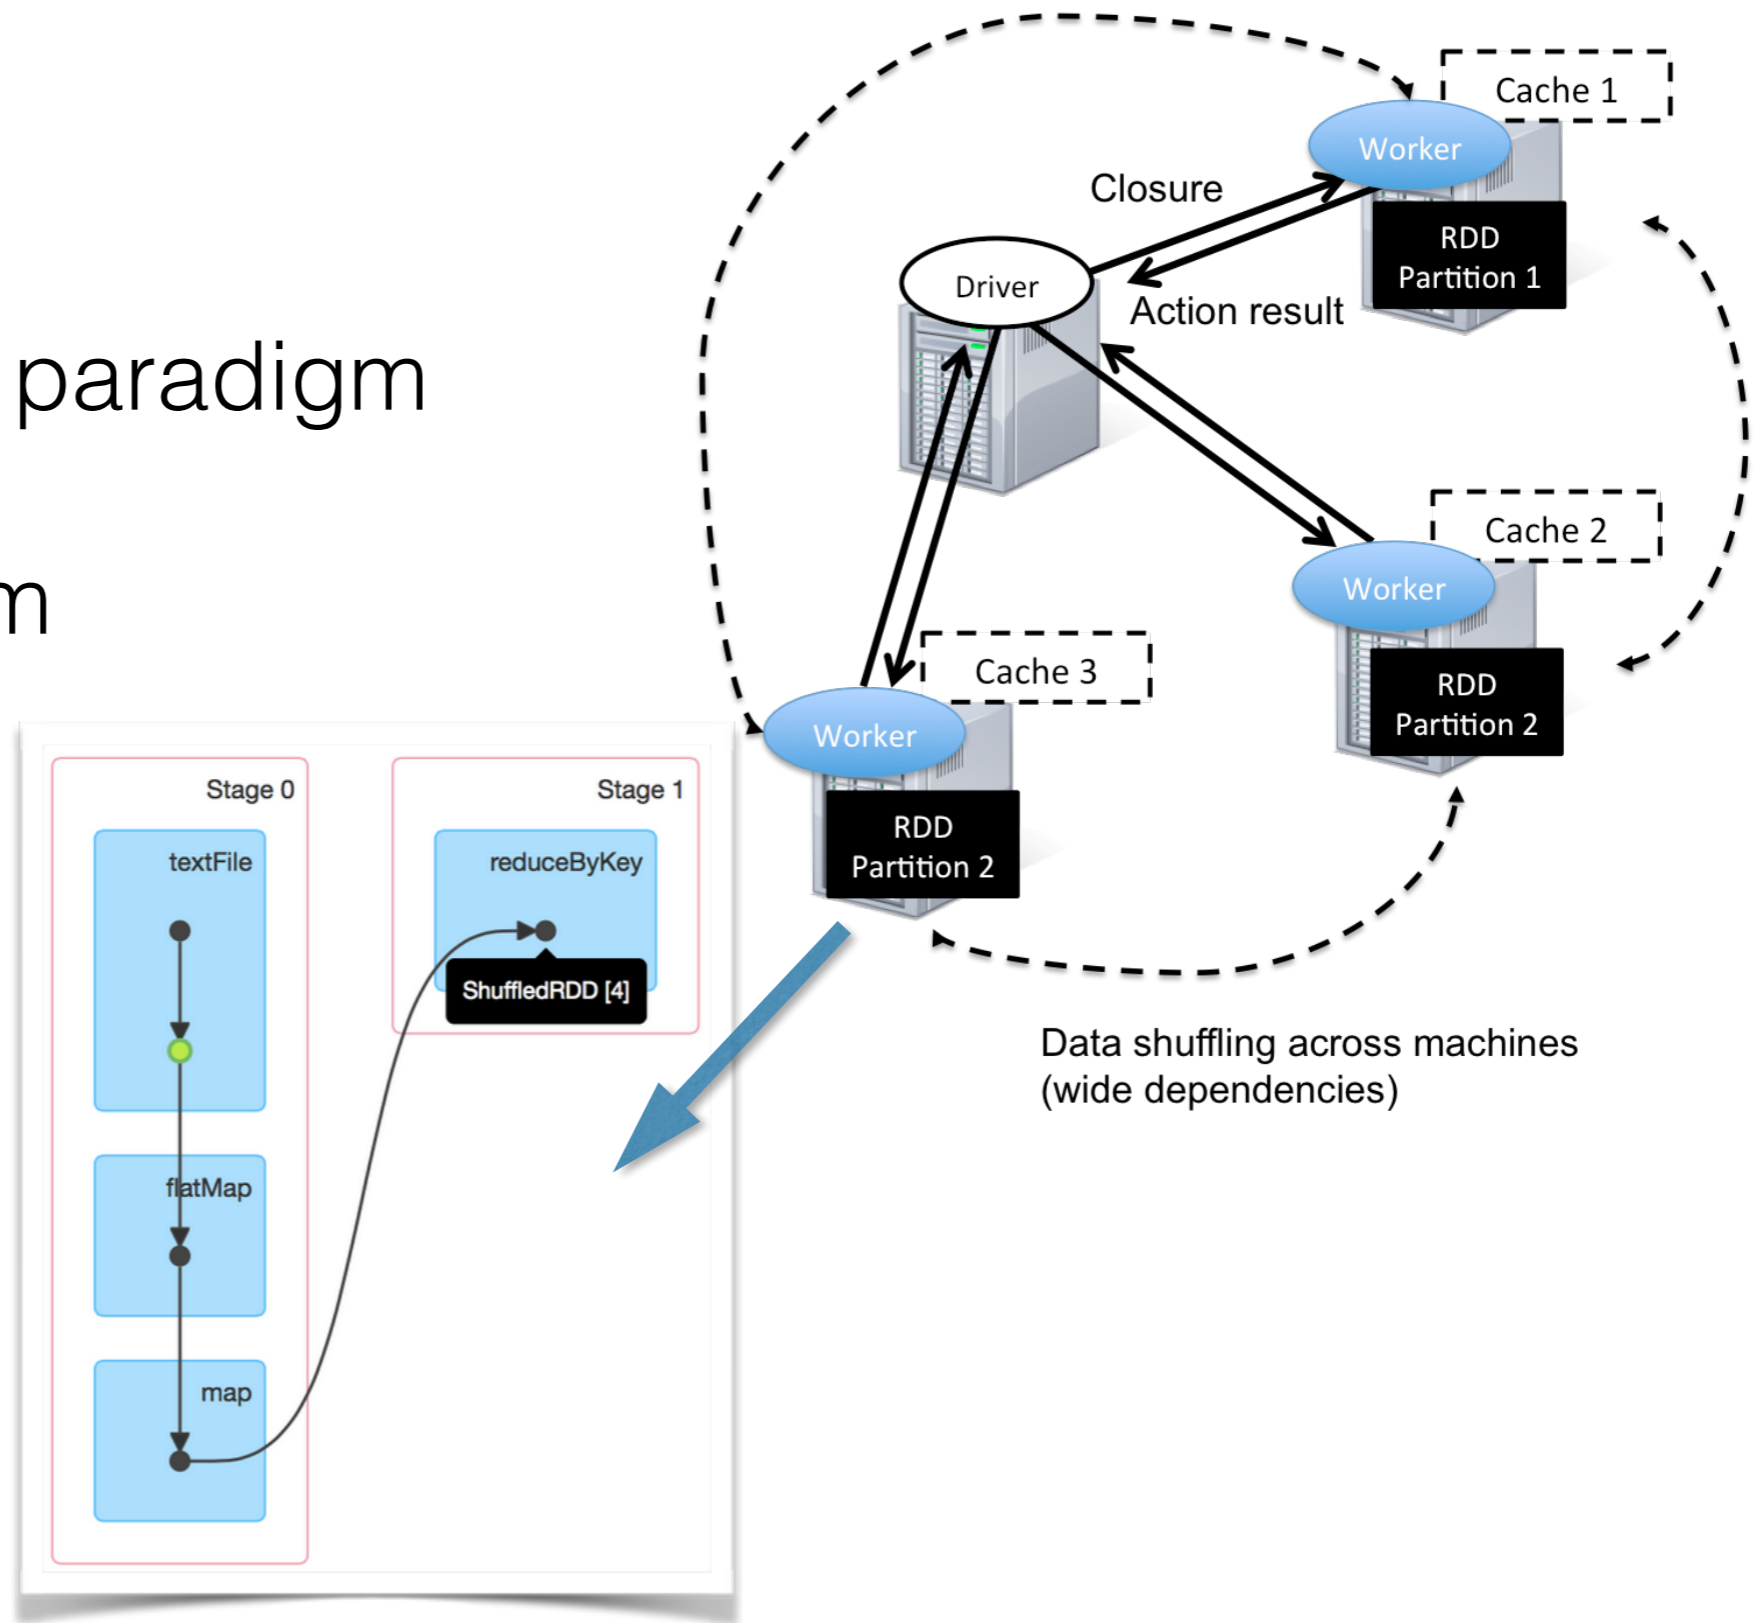 Cache 1
Worker
Closure
RDD
Partition 1
Driver
Action result
paradigm
Cache 2
Worker
m
Cache 3
RDD
Partition 2
Worker
Stage 0
Stage 1
RDD
Partition 2
textFile
reduceByKey
ShuffledRDD [4]
Data shuffling across machines
(wide dependencies)
flatMap
map